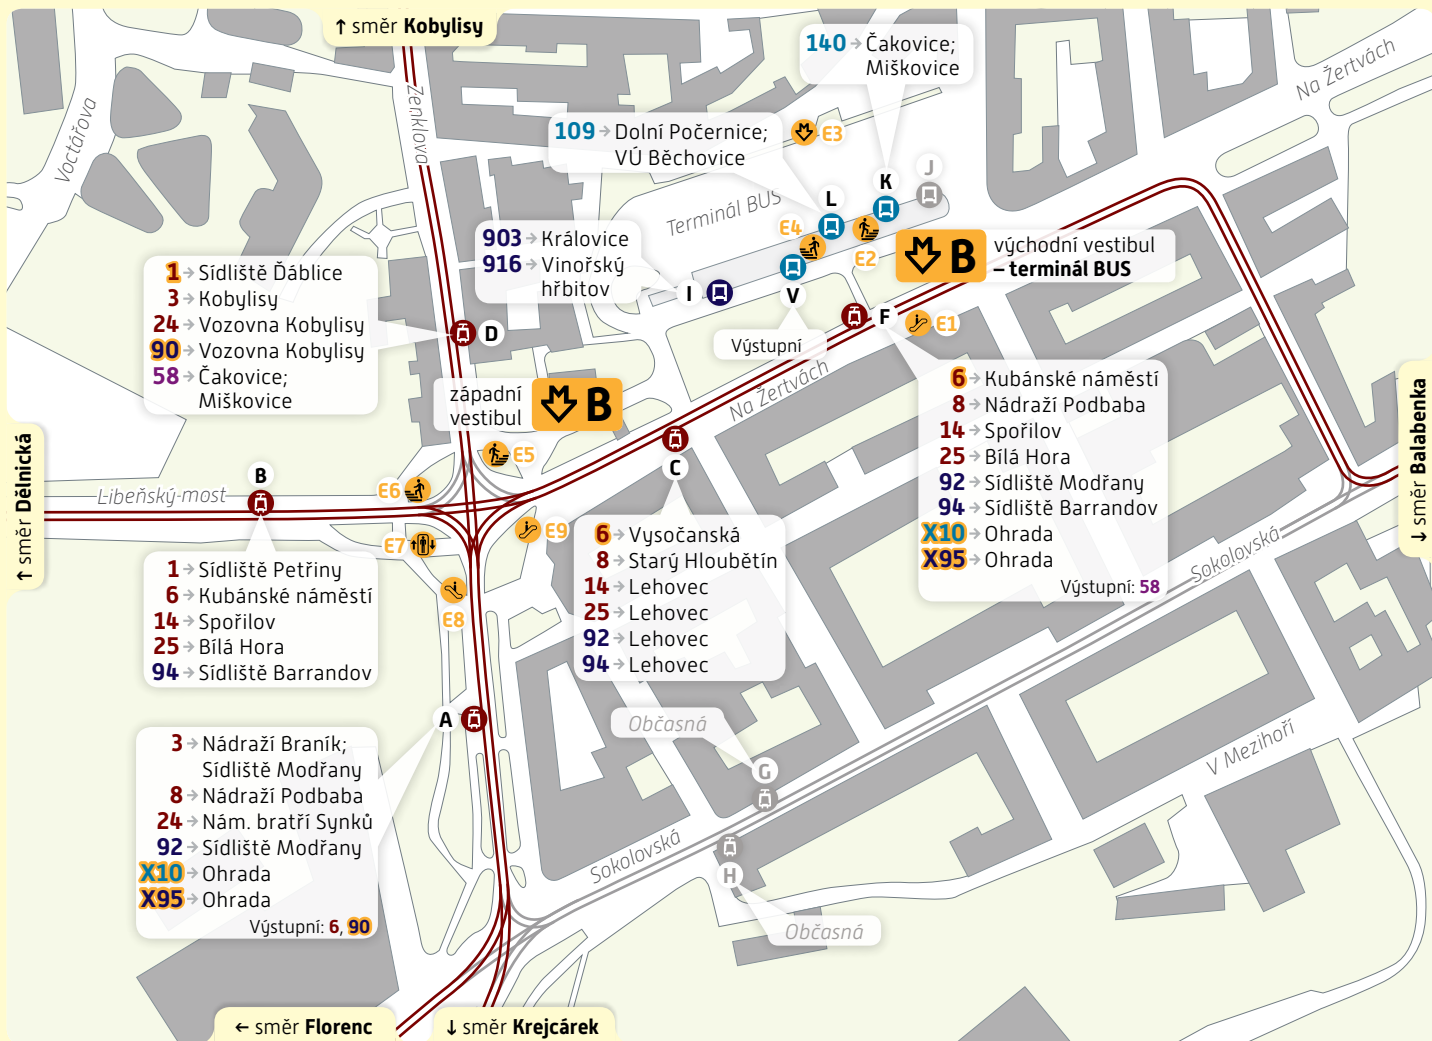 ↑ směr Kobylisy
140 → Čakovice;
Miškovice
Na Žertvách
Voctářova
Zenklova
109 → Dolní Počernice;
VÚ Běchovice
E3
J
K
L
Terminál BUS
E4
E2
903 → Královice
916 → Vinořský
hřbitov
I
V
Výstupní
B
východní vestibul
– terminál BUS
F
E1
1 → Sídliště Ďáblice
3 → Kobylisy
24 → Vozovna Kobylisy
90 → Vozovna Kobylisy
58 → Čakovice;
Miškovice
D
západní
vestibul
B
Na Žertvách
C
6 → Kubánské náměstí
8 → Nádraží Podbaba
14 → Spořilov
25 → Bílá Hora
92 → Sídliště Modřany
94 → Sídliště Barrandov
X10 → Ohrada
X95 → Ohrada
Výstupní: 58
↓ směr Balabenka
↑ směr Dělnická
B
Libeňský most
E5
E6
E7
E8
E9
1 → Sídliště Petřiny
6 → Kubánské náměstí
14 → Spořilov
25 → Bílá Hora
94 → Sídliště Barrandov
6 → Vysočanská
8 → Starý Hloubětín
14 → Lehovec
25 → Lehovec
92 → Lehovec
94 → Lehovec
Sokolovská
A
3 → Nádraží Braník;
Sídliště Modřany
8 → Nádraží Podbaba
24 → Nám. bratří Synků
92 → Sídliště Modřany
X10 → Ohrada
X95 → Ohrada
Výstupní: 6, 90
Občasná
G
V Mezihoří
Sokolovská
H
Občasná
← směr Florenc
↓ směr Krejcárek